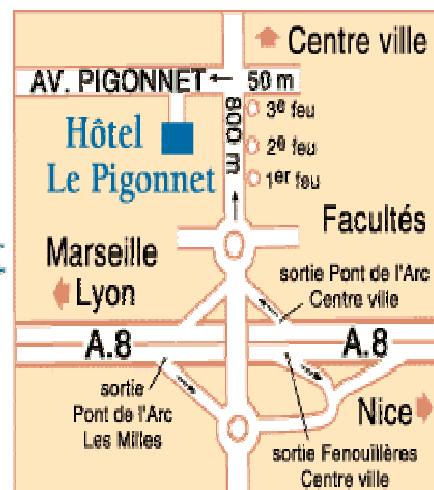 Centre ville
AV. PIGONNET
50 m
800 m
3e feu
2e feu
1er feu
Hôtel
Le Pigonnet
Facultés
Marseille
Lyon
sortie Pont de l'Arc
Centre ville
A.8
A.8
sortie
Pont de l'Arc
Les Milles
Nice
sortie Fenouillères
Centre ville